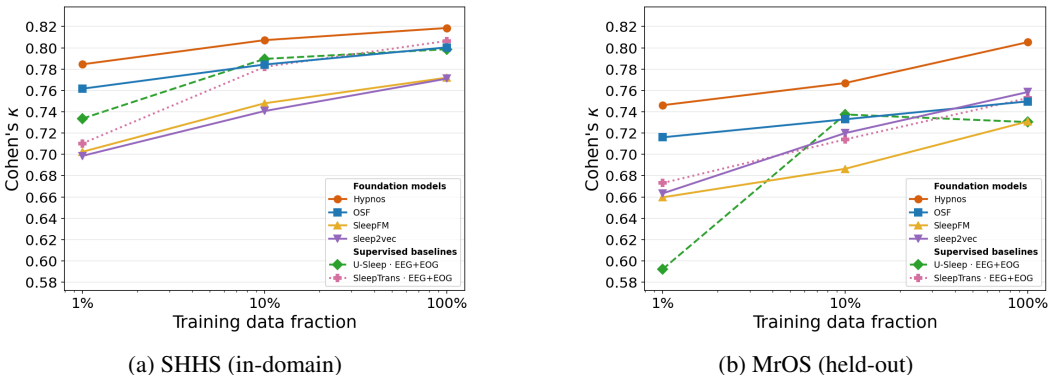 Cohen's κ
0.82
0.80
0.78
0.76
0.74
0.72
0.70
0.68
0.66
0.64
0.62
0.60
0.58
Foundation models
Hypnos
OSF
SleepFM
sleep2vec
Supervised baselines
U-Sleep · EEG+EOG
SleepTrans · EEG+EOG
1% 10% 100%
Training data fraction
(a) SHHS (in-domain)
Cohen's κ
0.82
0.80
0.78
0.76
0.74
0.72
0.70
0.68
0.66
0.64
0.62
0.60
0.58
Foundation models
Hypnos
OSF
SleepFM
sleep2vec
Supervised baselines
U-Sleep · EEG+EOG
SleepTrans · EEG+EOG
1% 10% 100%
Training data fraction
(b) MrOS (held-out)